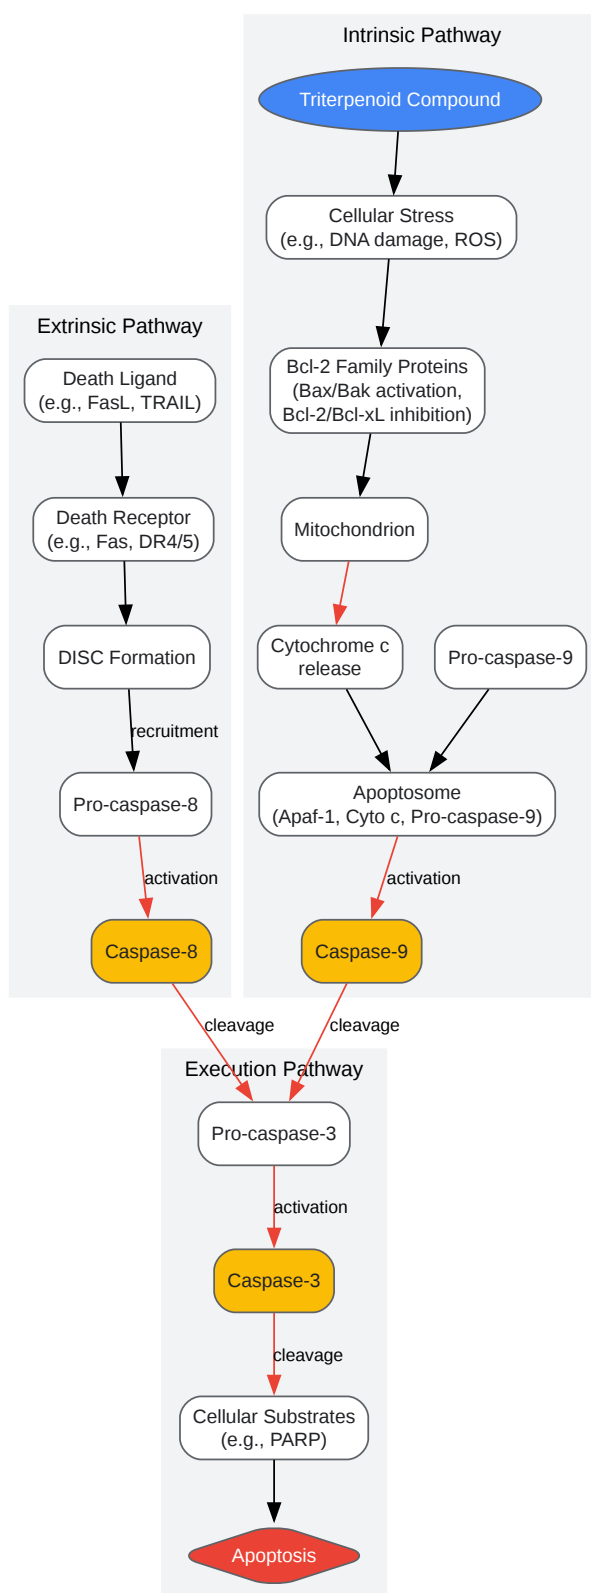 Intrinsic Pathway
Triterpenoid Compound
Cellular Stress
(e.g., DNA damage, ROS)
Bcl-2 Family Proteins
(Bax/Bak activation,
Bcl-2/Bcl-xL inhibition)
Mitochondrion
Cytochrome c
release
Pro-caspase-9
Apoptosome
(Apaf-1, Cyto c, Pro-caspase-9)
activation
Caspase-9
cleavage
Extrinsic Pathway
Death Ligand
(e.g., FasL, TRAIL)
Death Receptor
(e.g., Fas, DR4/5)
DISC Formation
recruitment
Pro-caspase-8
activation
Caspase-8
cleavage
Execution Pathway
Pro-caspase-3
activation
Caspase-3
cleavage
Cellular Substrates
(e.g., PARP)
Apoptosis